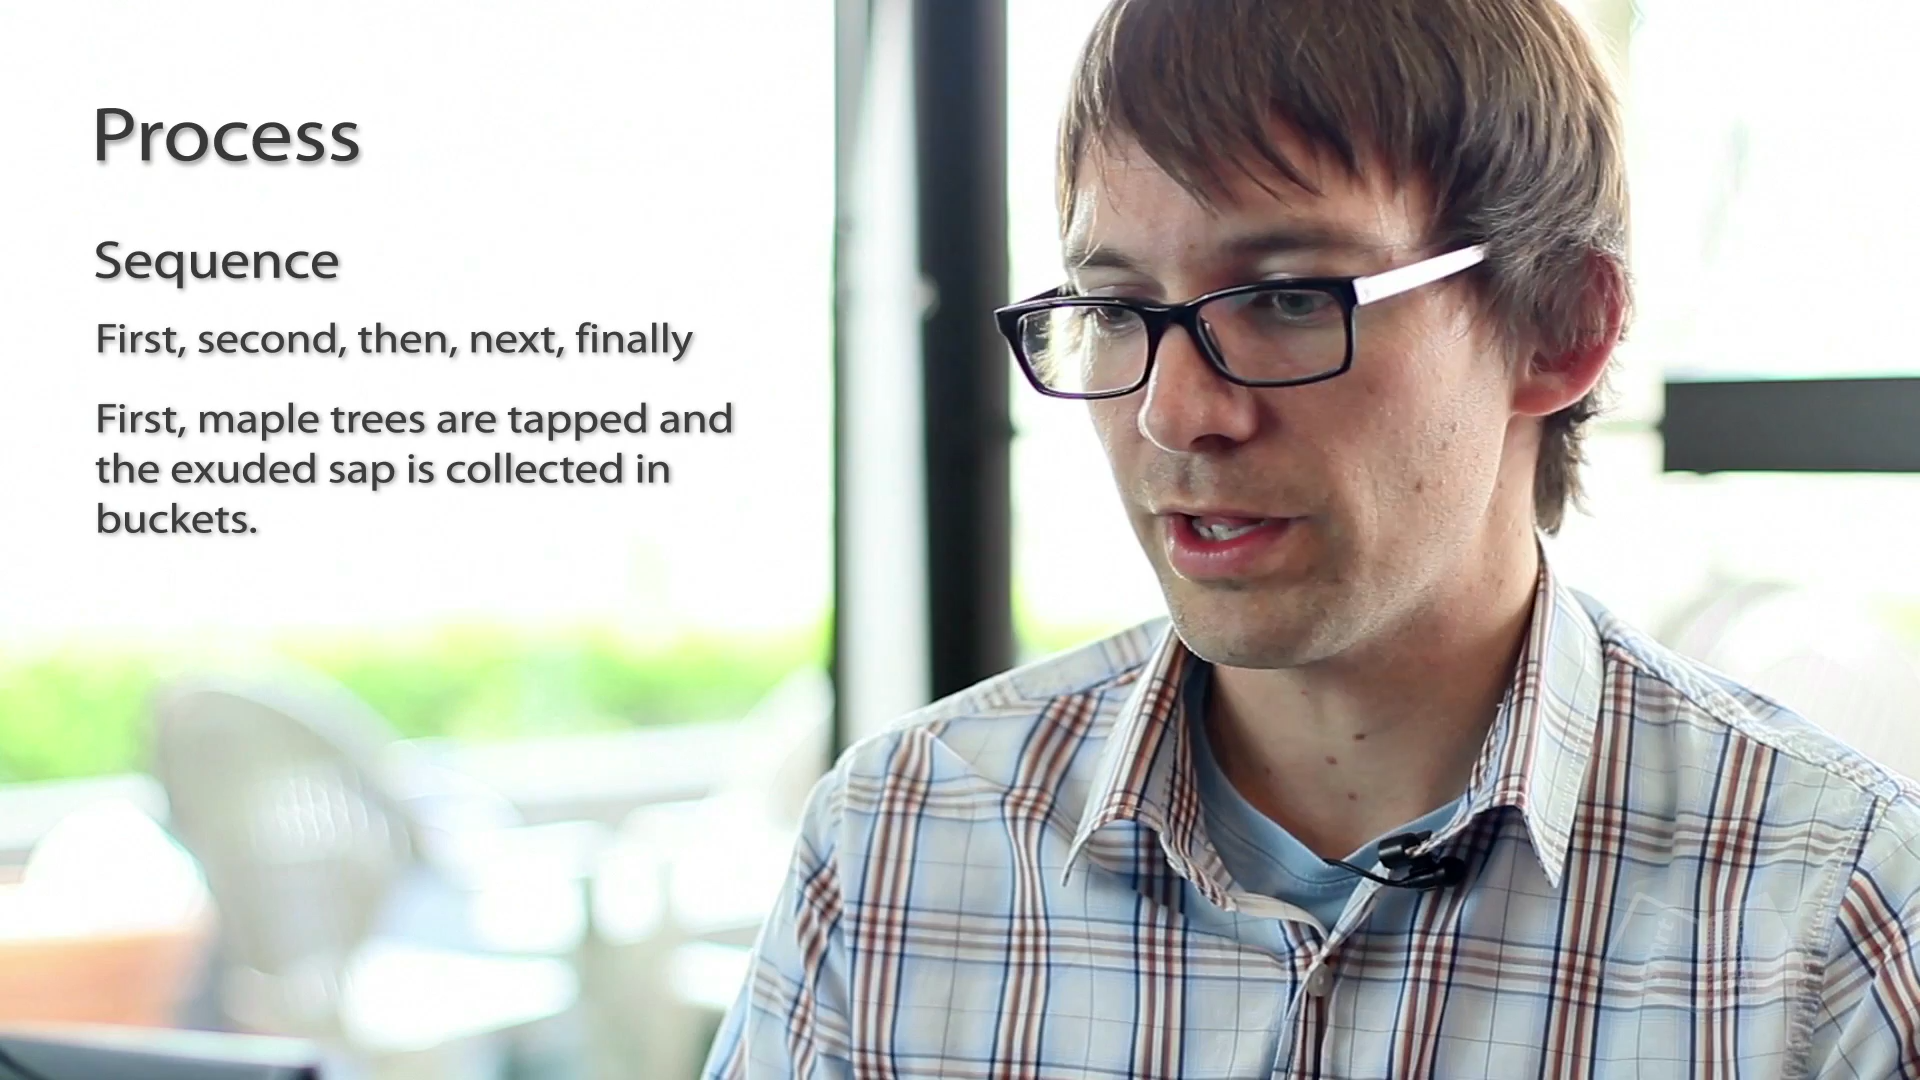 Process
Sequence
First, second, then, next, finally
First, maple trees are tapped and
the exuded sap is collected in
buckets.